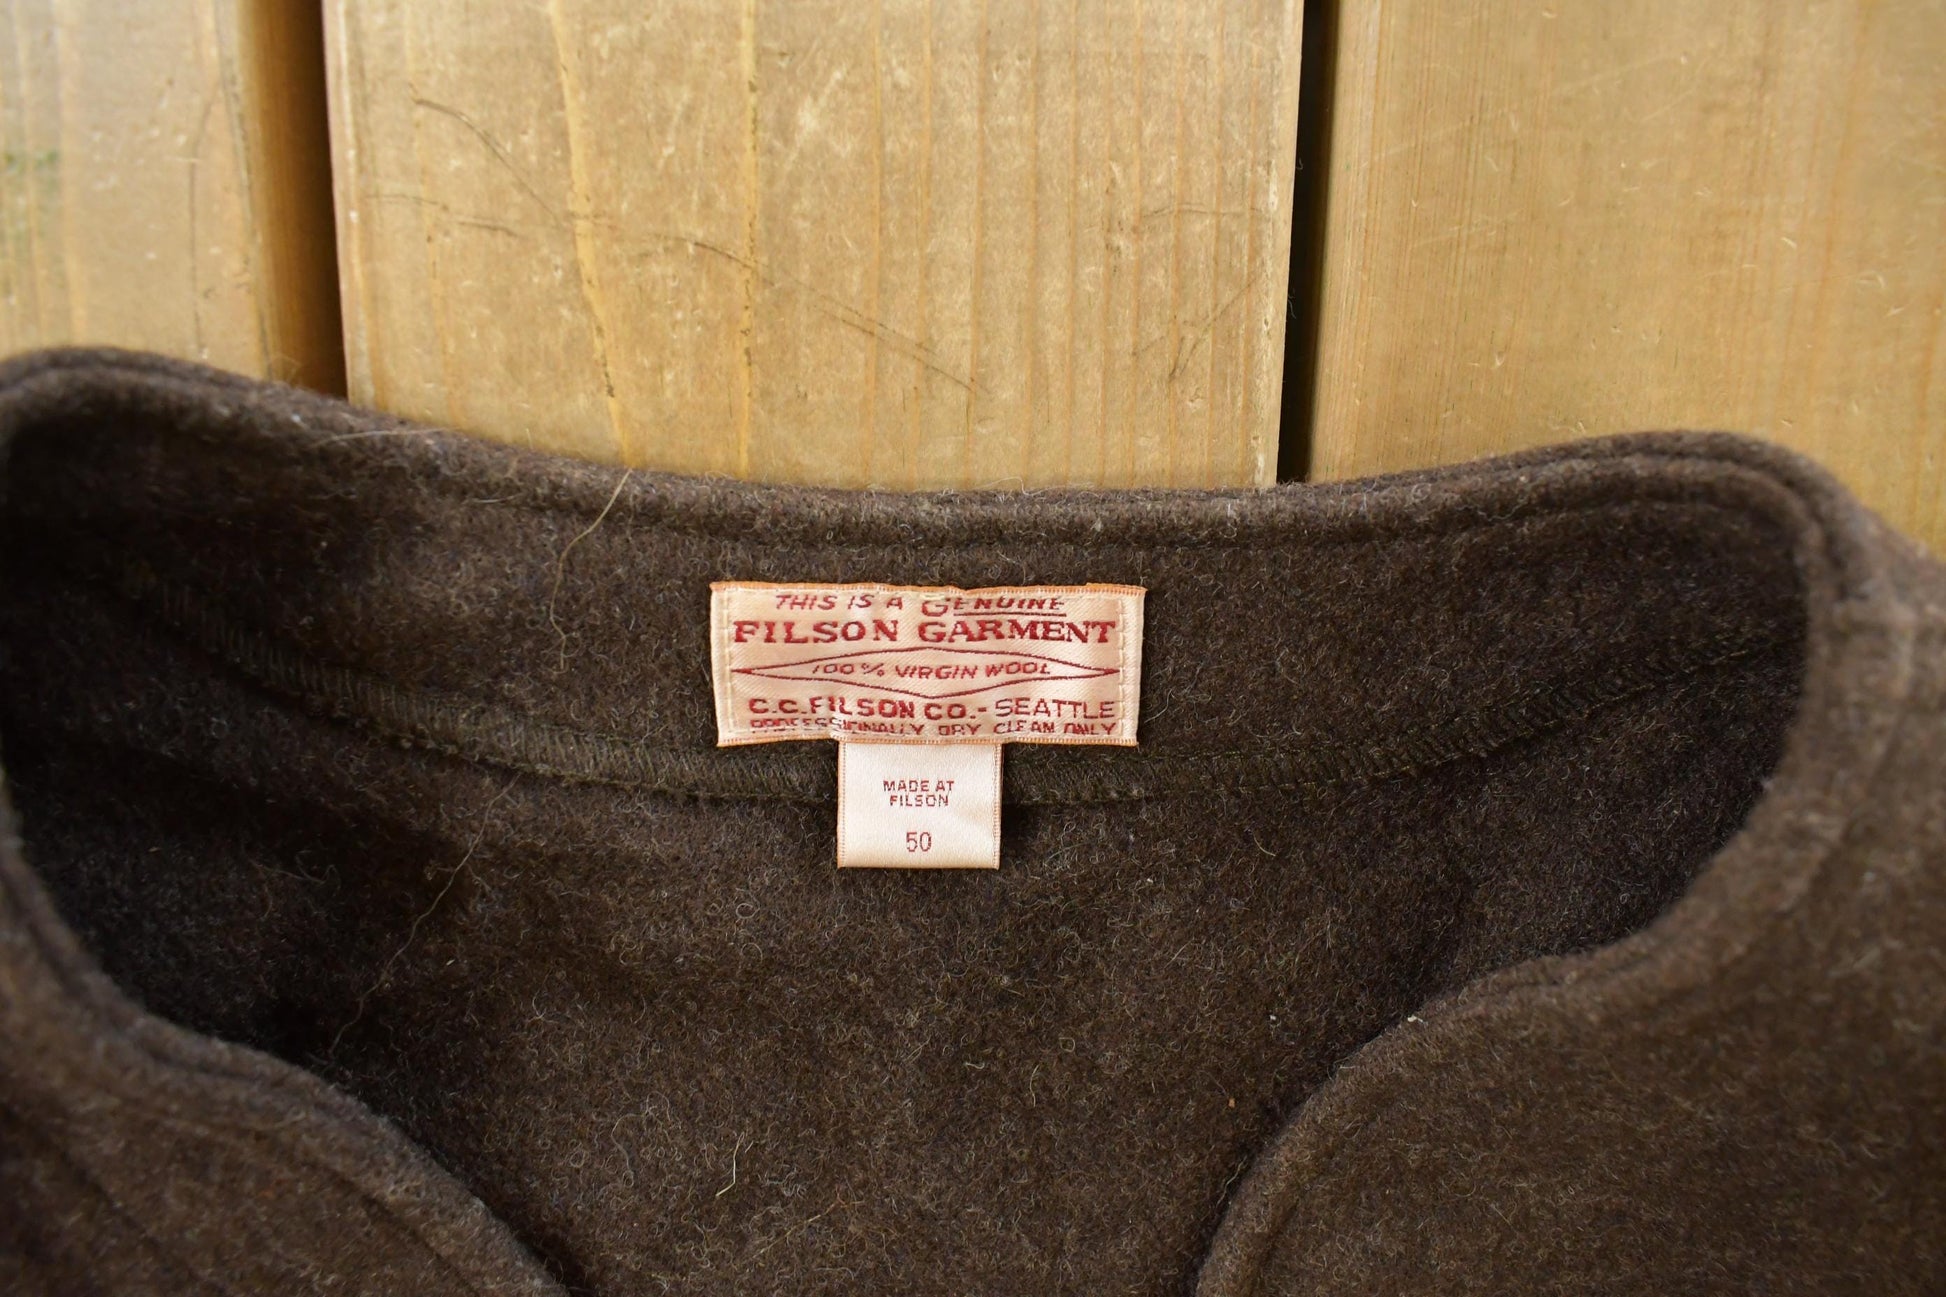 THIS IS A GENUINE
FILSON GARMENT
100% VIRGIN WOOL
C.C. FILSON CO. - SEATTLE
PROFESSIONALLY DRY CLEAN ONLY
MADE AT
FILSON
50